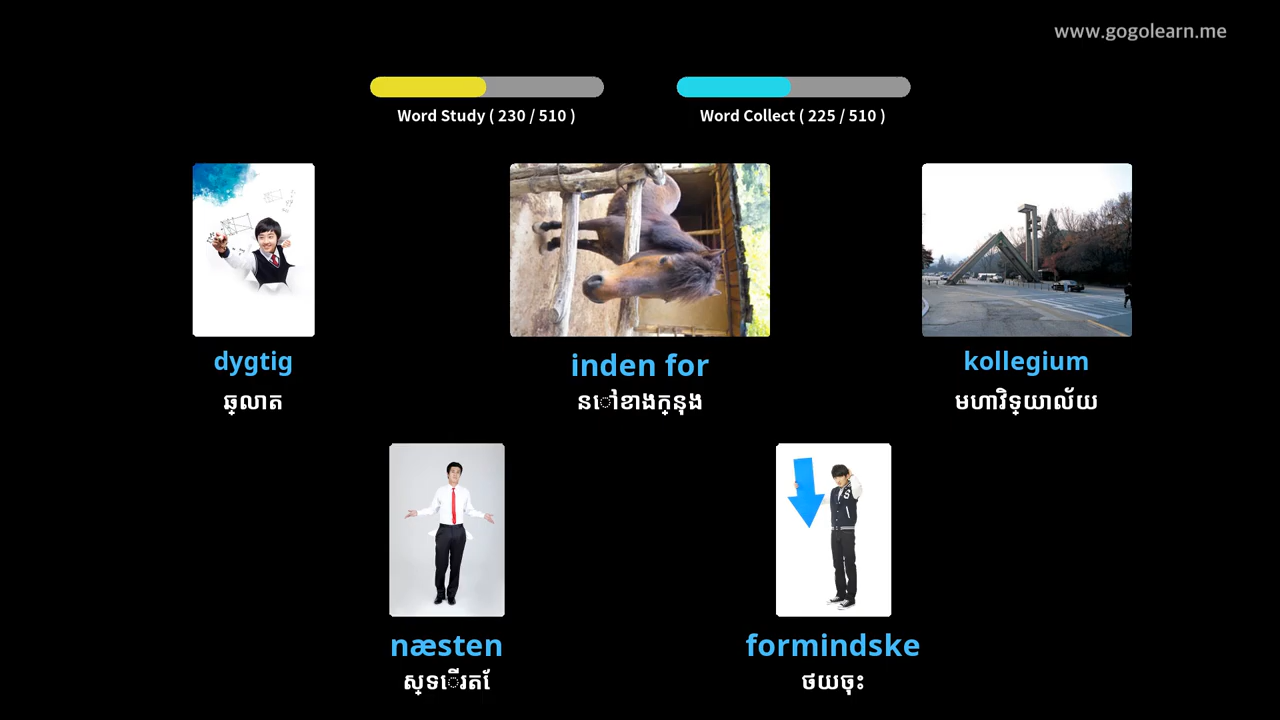 www.gogolearn.me
Word Study ( 230 / 510 )
Word Collect ( 225 / 510 )
dygtig
ឆ្លាត
inden for
នៅខាងក្នុង
kollegium
មហាវិទ្យាល័យ
næsten
ស្ទើរតែ
formindske
ថយចុះ